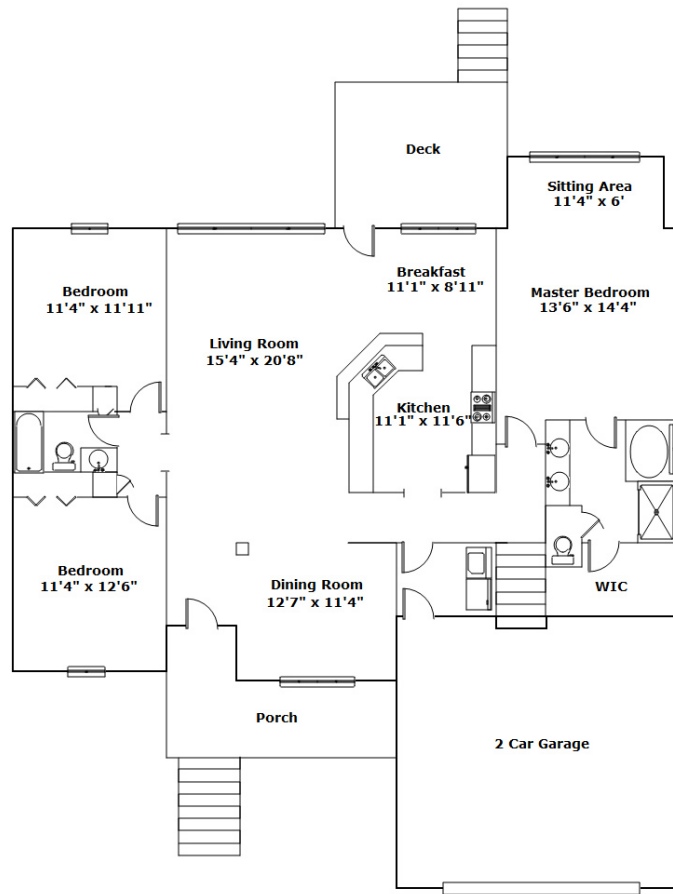 Deck
Sitting Area
11'4" x 6'
Breakfast
11'1" x 8'11"
Bedroom
11'4" x 11'11"
Master Bedroom
13'6" x 14'4"
Living Room
15'4" x 20'8"
Kitchen
11'1" x 11'6"
Bedroom
11'4" x 12'6"
Dining Room
12'7" x 11'4"
WIC
Porch
2 Car Garage